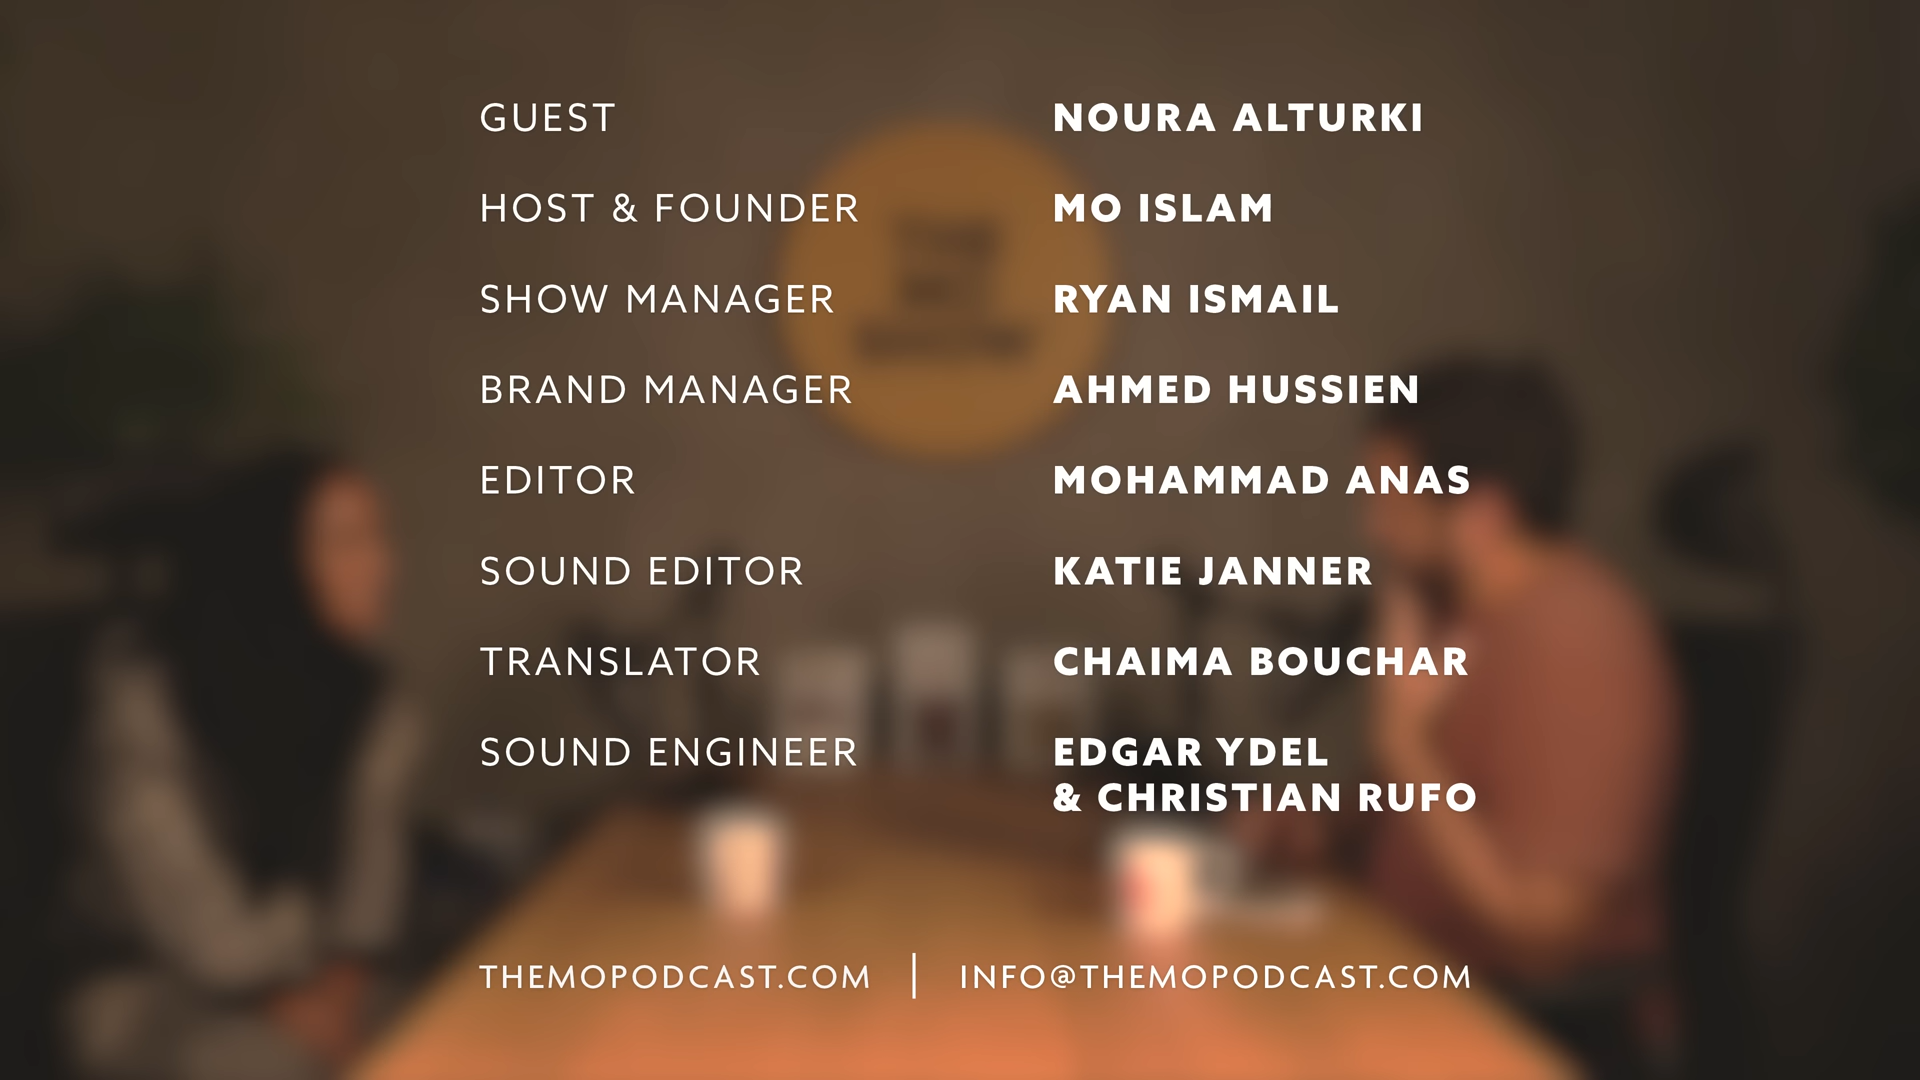 GUEST NOURA ALTURKI
HOST & FOUNDER MO ISLAM
SHOW MANAGER RYAN ISMAIL
BRAND MANAGER AHMED HUSSIEN
EDITOR MOHAMMAD ANAS
SOUND EDITOR KATIE JANNER
TRANSLATOR CHAIMA BOUCHAR
SOUND ENGINEER EDGAR YDEL
& CHRISTIAN RUFO
THEMOPODCAST.COM | INFO@THEMOPODCAST.COM